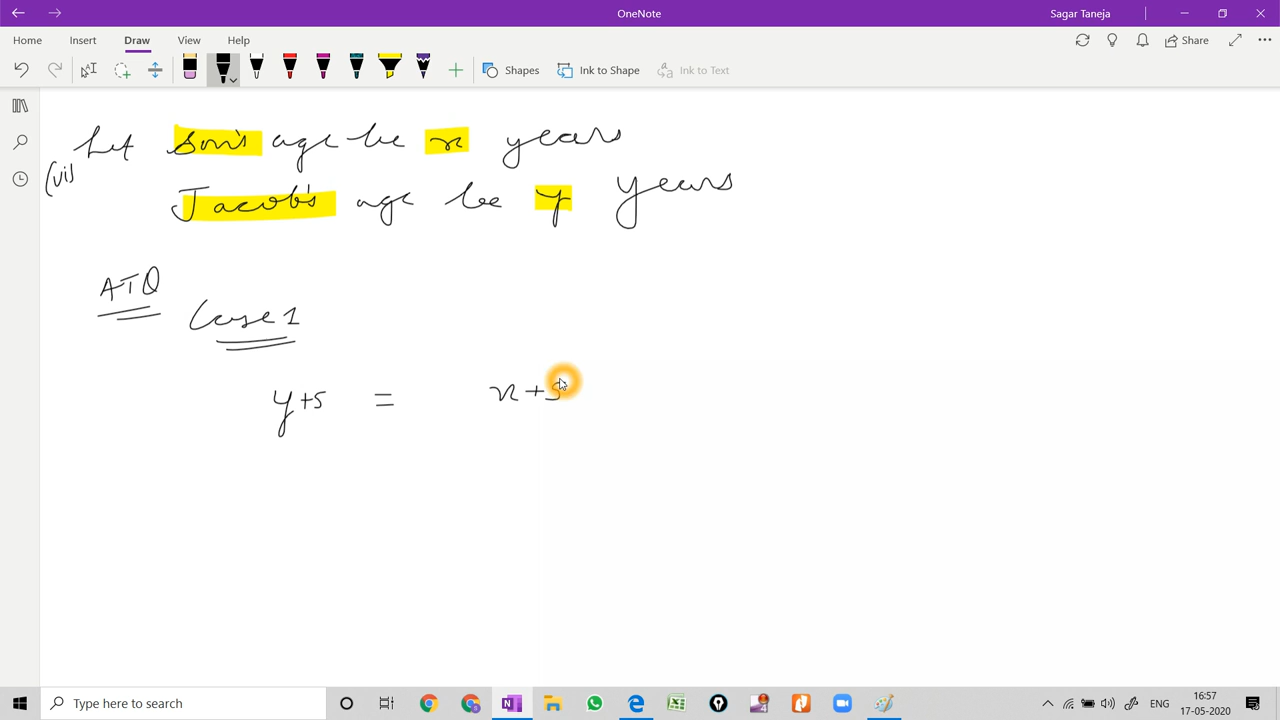 OneNote
Sagar Taneja
Home Insert Draw View Help
Share
Shapes Ink to Shape Ink to Text
Let Son's age be x years
(vi)
Jacob's age be y years
ATQ
Case 1
y+5 = x+5
Type here to search
ENG
16:57
17-05-2020